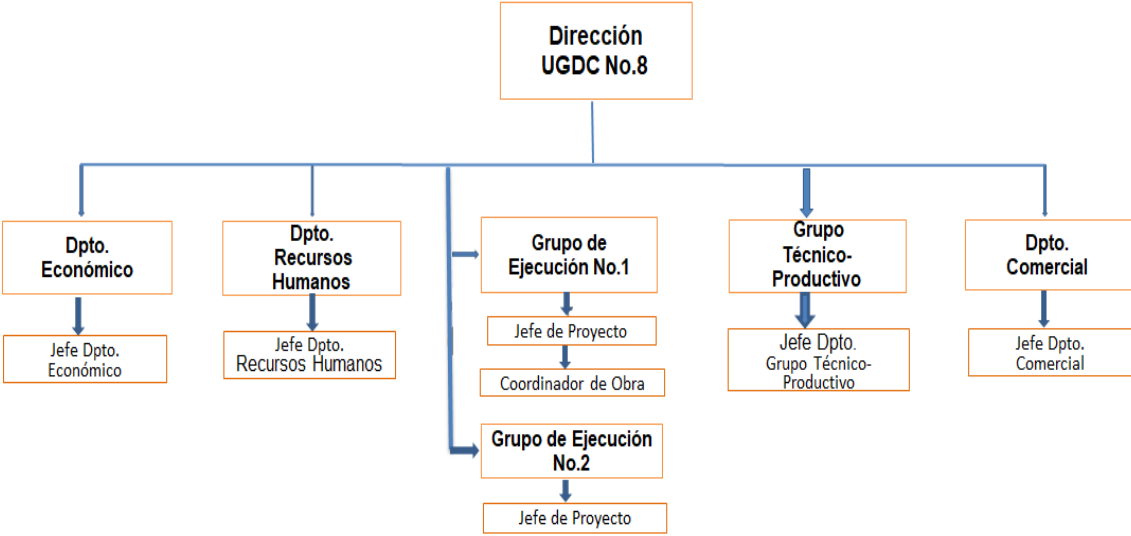 Dirección
UGDC No.8
Dpto.
Económico
Dpto.
Recursos
Humanos
Grupo de
Ejecución No.1
Grupo
Técnico-
Productivo
Dpto.
Comercial
Jefe Dpto.
Económico
Jefe Dpto.
Recursos Humanos
Jefe de Proyecto
Coordinador de Obra
Jefe Dpto.
Grupo Técnico-
Productivo
Jefe Dpto.
Comercial
Grupo de Ejecución
No.2
Jefe de Proyecto